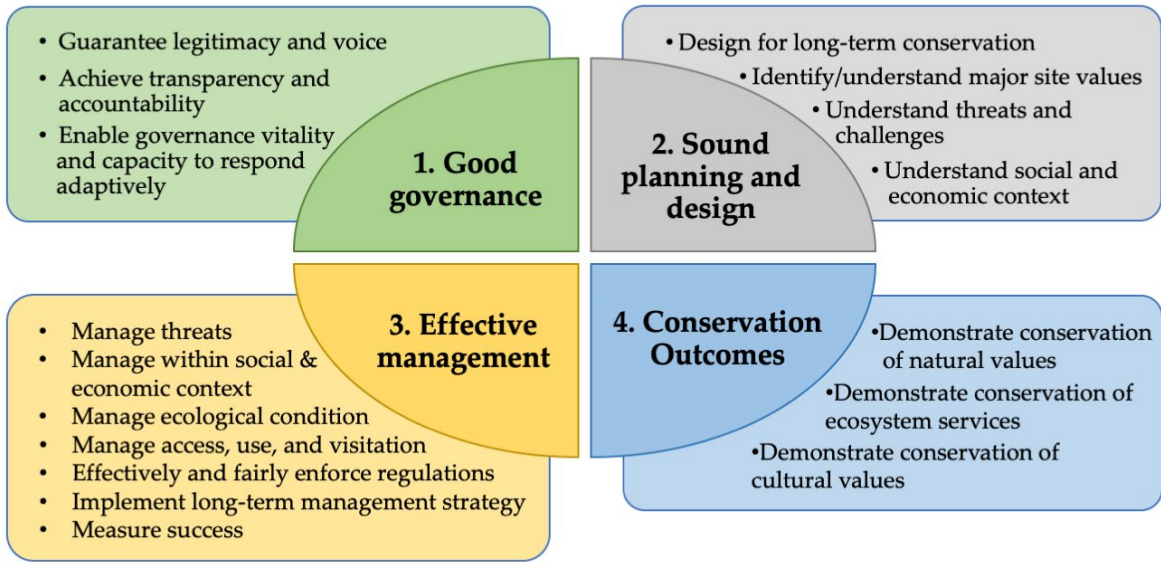 • Guarantee legitimacy and voice
• Achieve transparency and
accountability
• Enable governance vitality
and capacity to respond
adaptively
1. Good
governance
• Design for long-term conservation
• Identify/understand major site values
• Understand threats and
challenges
• Understand social and
economic context
2. Sound
planning and
design
3. Effective
management
• Manage threats
• Manage within social &
economic context
• Manage ecological condition
• Manage access, use, and visitation
• Effectively and fairly enforce regulations
• Implement long-term management strategy
• Measure success
4. Conservation
Outcomes
•Demonstrate conservation
of natural values
•Demonstrate conservation of
ecosystem services
•Demonstrate conservation of
cultural values